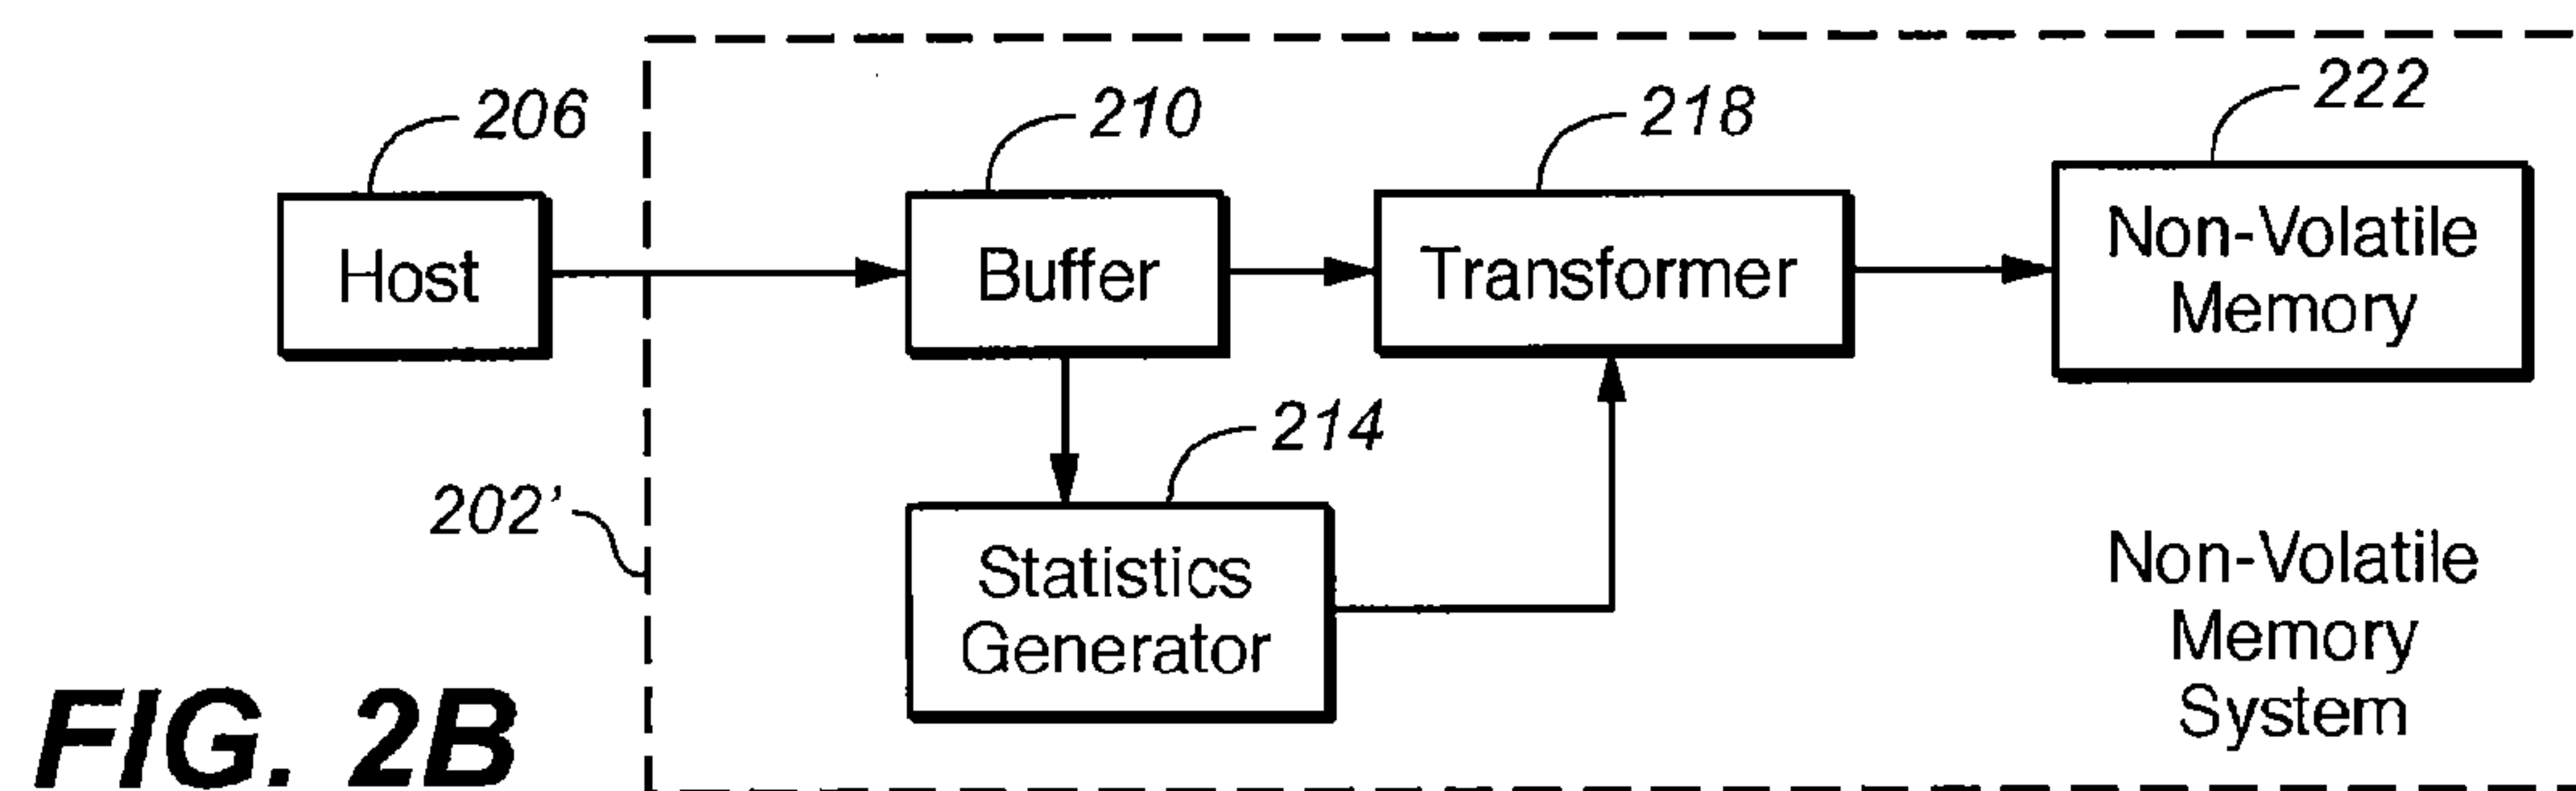 206
210
218
222
Host
Buffer
Transformer
Non-Volatile
Memory
214
202’
Statistics
Generator
Non-Volatile
Memory
System
FIG. 2B